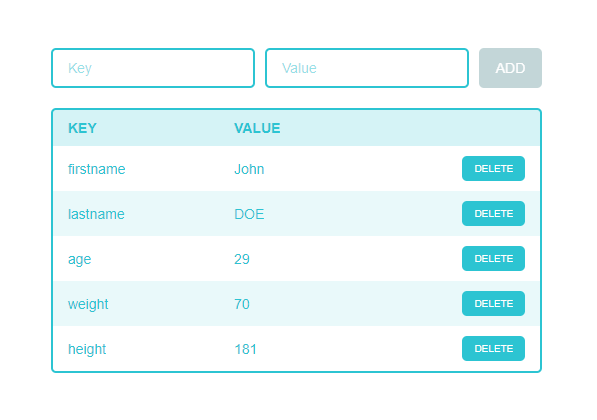 Key Value ADD
KEY VALUE
firstname John DELETE
lastname DOE DELETE
age 29 DELETE
weight 70 DELETE
height 181 DELETE